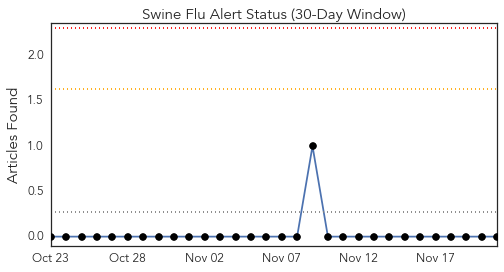 Swine Flu Alert Status (30-Day Window)
Articles Found
2.0
1.5
1.0
0.5
0.0
Oct 23 Oct 28 Nov 02 Nov 07 Nov 12 Nov 17